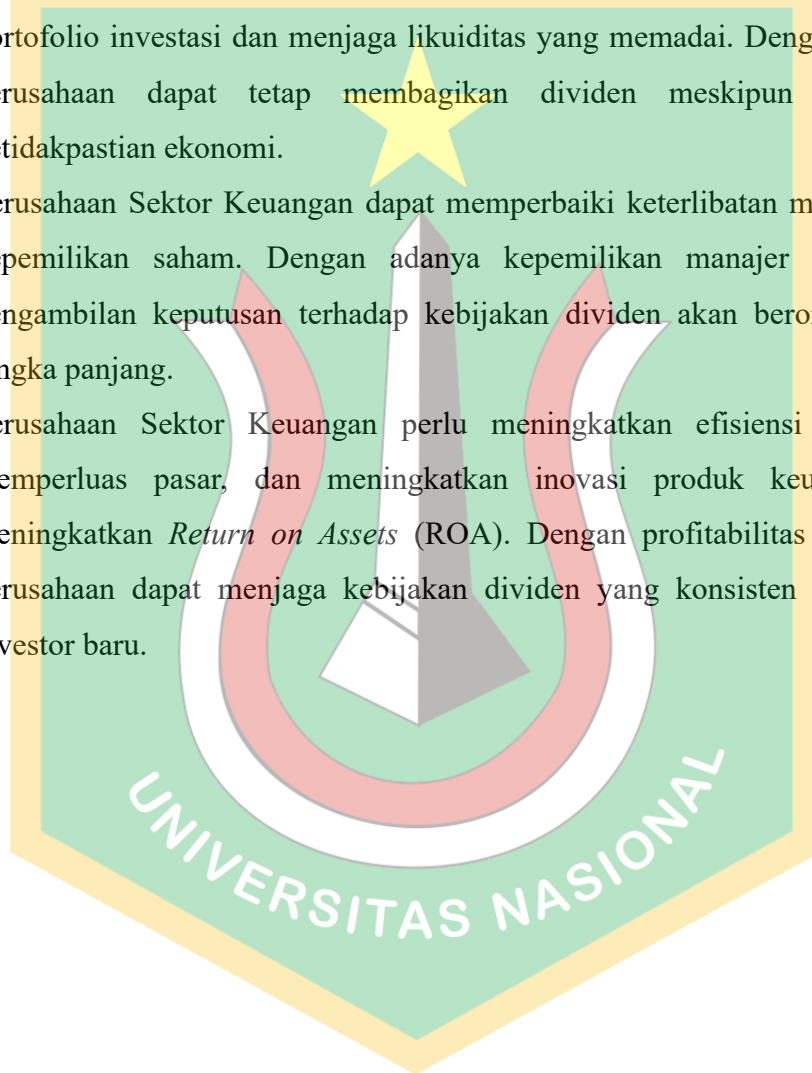 ortofolio investasi dan menjaga likuiditas yang memadai. Deng
erusahaan dapat tetap membagikan dividen meskipun
etidakpastian ekonomi.
erusahaan Sektor Keuangan dapat memperbaiki keterlibatan m
epemilikan saham. Dengan adanya kepemilikan manajer
engambilan keputusan terhadap kebijakan dividen akan beror
ngka panjang.
erusahaan Sektor Keuangan perlu meningkatkan efisiensi
emperluas pasar, dan meningkatkan inovasi produk keu
eningkatkan Return on Assets (ROA). Dengan profitabilitas
erusahaan dapat menjaga kebijakan dividen yang konsisten
vestor baru.
UNIVERSITAS NASIONAL